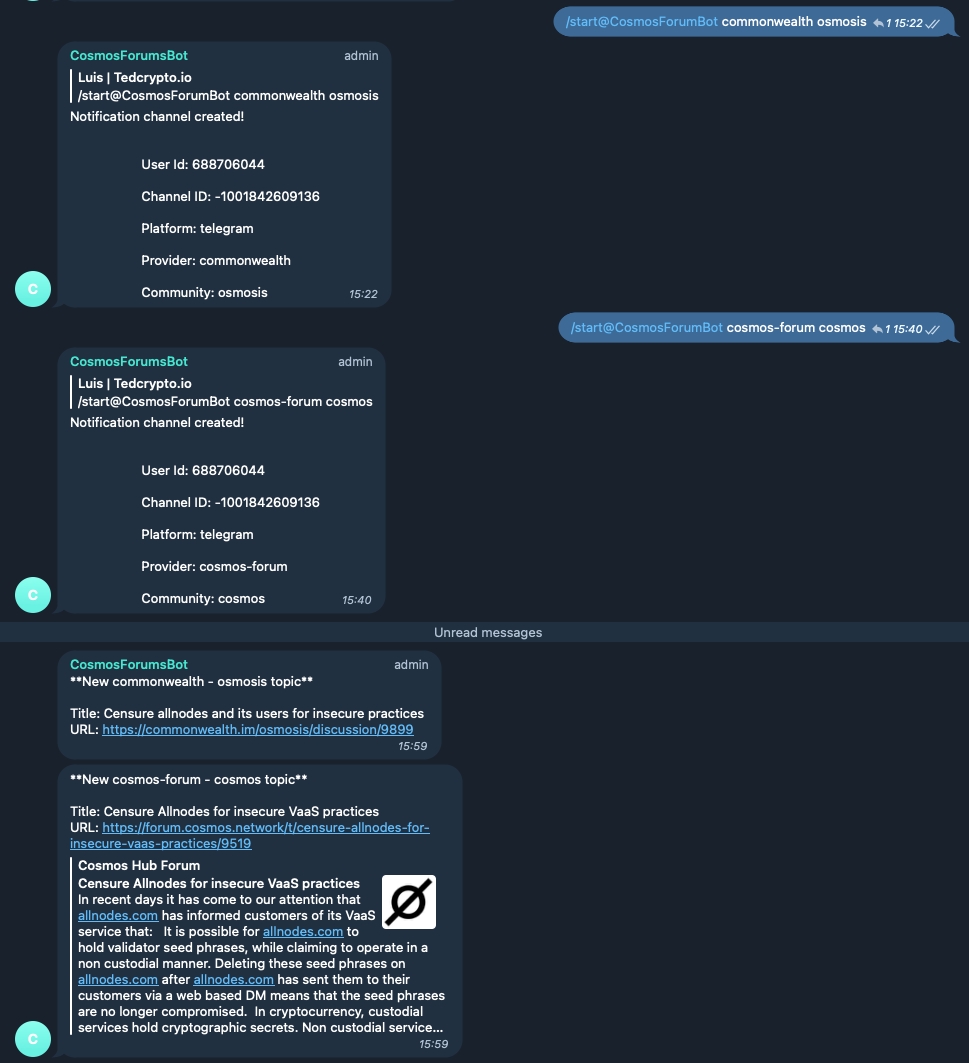 /start@CosmosForumBot commonwealth osmosis 1 15:22
CosmosForumsBot admin
Luis | Tedcrypto.io
/start@CosmosForumBot commonwealth osmosis
Notification channel created!
User Id: 688706044
Channel ID: -1001842609136
Platform: telegram
Provider: commonwealth
Community: osmosis
15:22
C
/start@CosmosForumBot cosmos-forum cosmos 1 15:40
CosmosForumsBot admin
Luis | Tedcrypto.io
/start@CosmosForumBot cosmos-forum cosmos
Notification channel created!
User Id: 688706044
Channel ID: -1001842609136
Platform: telegram
Provider: cosmos-forum
Community: cosmos
15:40
C
Unread messages
CosmosForumsBot admin
**New commonwealth - osmosis topic**
Title: Censure allnodes and its users for insecure practices
URL: https://commonwealth.im/osmosis/discussion/9899
15:59
**New cosmos-forum - cosmos topic**
Title: Censure Allnodes for insecure VaaS practices
URL: https://forum.cosmos.network/t/censure-allnodes-for-
insecure-vaas-practices/9519
Cosmos Hub Forum
Censure Allnodes for insecure VaaS practices
In recent days it has come to our attention that
allnodes.com has informed customers of its VaaS
service that:   It is possible for allnodes.com to
hold validator seed phrases, while claiming to operate in a
non custodial manner. Deleting these seed phrases on
allnodes.com after allnodes.com has sent them to their
customers via a web based DM means that the seed phrases
are no longer compromised.  In cryptocurrency, custodial
services hold cryptographic secrets. Non custodial service...
15:59
C